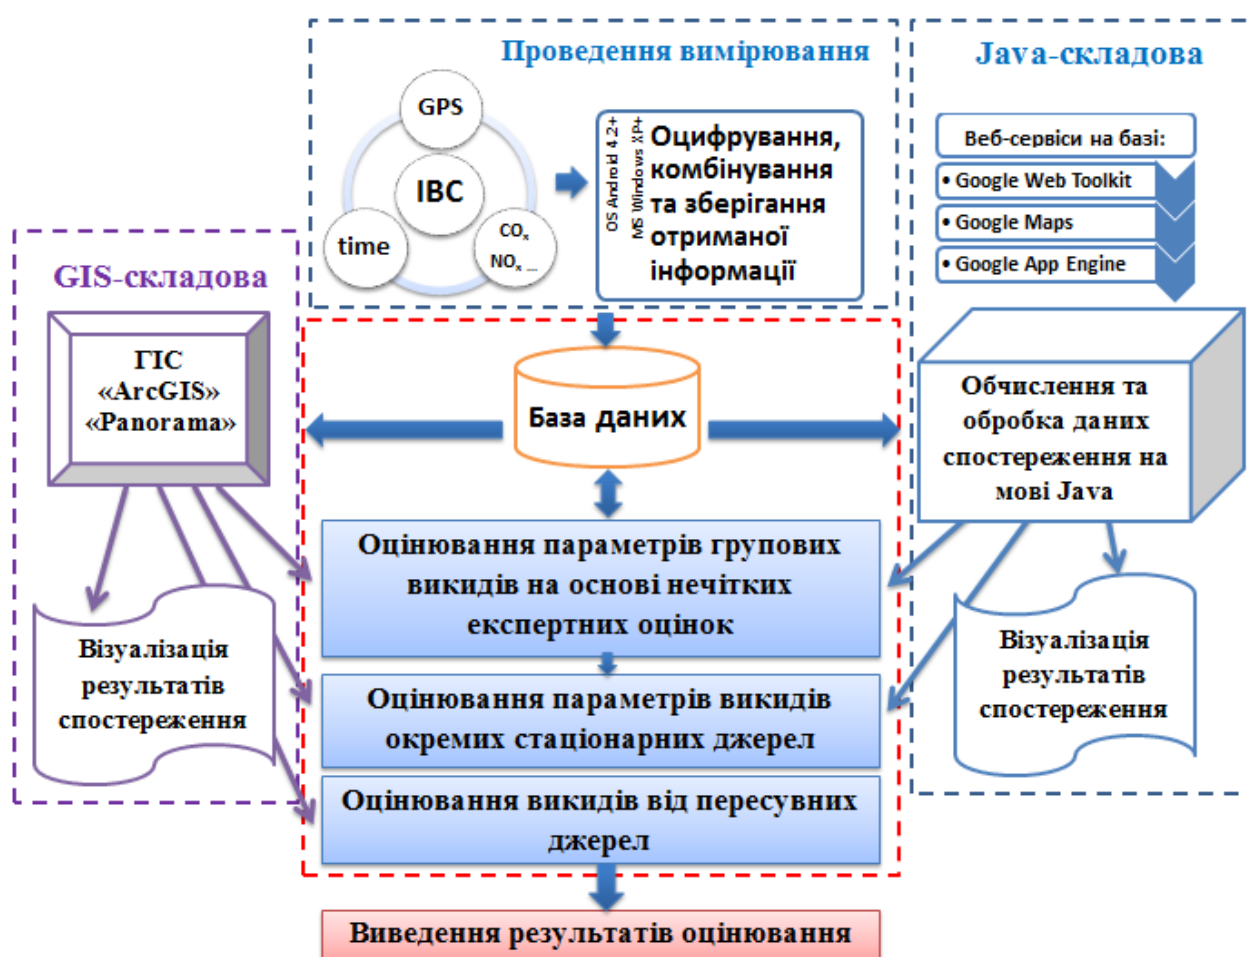 Проведення вимірювання
GPS
ІВС
time
COx
NOx ...
OS Android 4.2+
MS Windows XP+
Оцифрування,
комбінування
та зберігання
отриманої
інформації
Java-складова
Веб-сервіси на базі:
• Google Web Toolkit
• Google Maps
• Google App Engine
GIS-складова
ГІС
«ArcGIS»
«Panorama»
База даних
Обчислення та
обробка даних
спостереження на
мові Java
Оцінювання параметрів групових
викидів на основі нечітких
експертних оцінок
Візуалізація
результатів
спостереження
Візуалізація
результатів
спостереження
Оцінювання параметрів викидів
окремих стаціонарних джерел
Оцінювання викидів від пересувних
джерел
Виведення результатів оцінювання